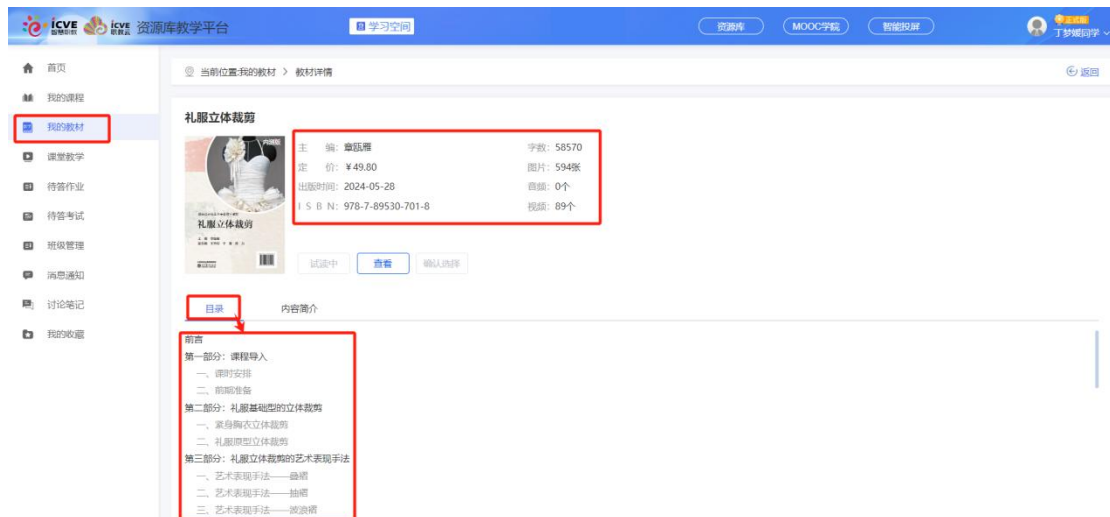 icve 智慧职教 icve 职教云 资源库教学平台
学习空间
资源库
MOOC学院
智能投屏
正式版
丁梦媛同学
首页
我的课程
我的教材
课堂教学
待答作业
待答考试
班级管理
消息通知
讨论笔记
我的收藏
当前位置:我的教材 > 教材详情
返回
礼服立体裁剪
礼服立体裁剪
主 编: 章瓯雁
字数: 58570
定 价: ¥49.80
图片: 594张
出版时间: 2024-05-28
音频: 0个
I S B N: 978-7-89530-701-8
视频: 89个
试读中
查看
确认选择
目录
内容简介
前言
第一部分: 课程导入
一、课时安排
二、前期准备
第二部分: 礼服基础型的立体裁剪
一、紧身胸衣立体裁剪
二、礼服原型立体裁剪
第三部分: 礼服立体裁剪的艺术表现手法
一、艺术表现手法——叠褶
二、艺术表现手法——抽褶
三、艺术表现手法——波浪褶